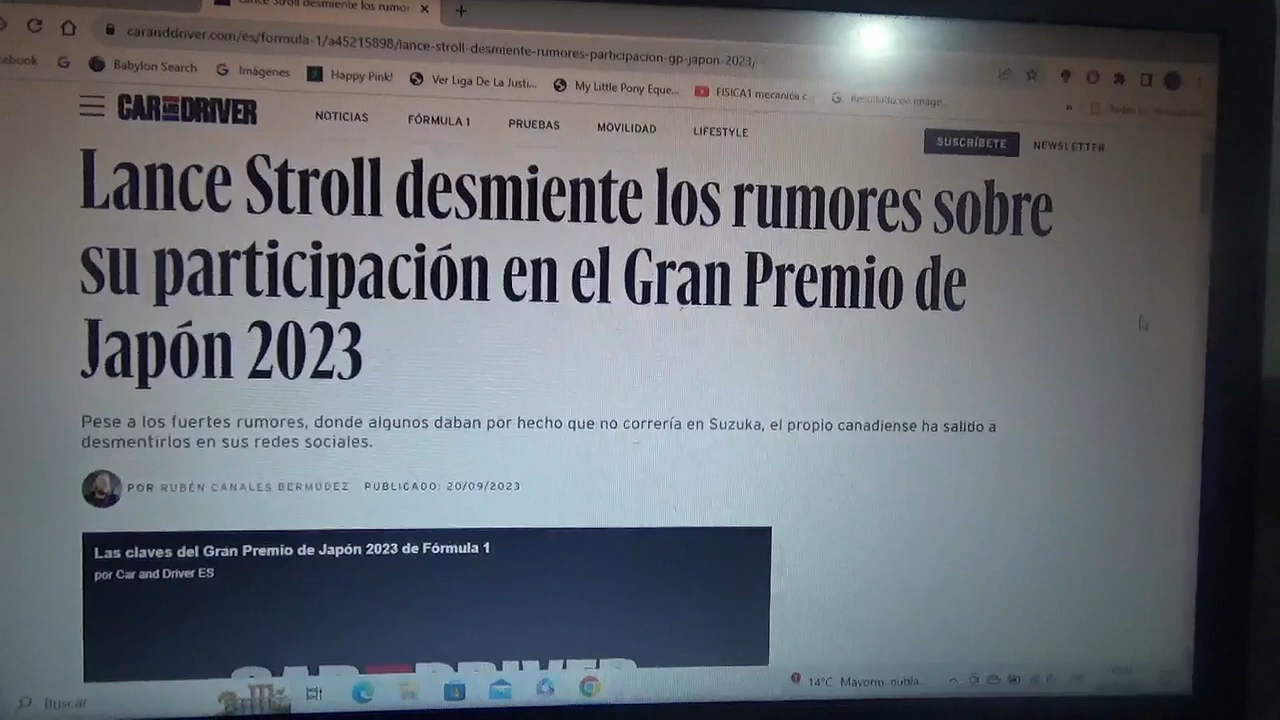 Lance Stroll desmiente los rumor
caranddriver.com/es/formula-1/a45215898/lance-stroll-desmiente-rumores-participacion-gp-japon-2023/
Babylon Search Imágenes Happy Pink! Ver Liga De La Justi... My Little Pony Eque... FISICA1 mecanica c
CAR AND DRIVER NOTICIAS FÓRMULA 1 PRUEBAS MOVILIDAD LIFESTYLE SUSCRÍBETE NEWSLETTER
Lance Stroll desmiente los rumores sobre
su participación en el Gran Premio de
Japón 2023
Pese a los fuertes rumores, donde algunos daban por hecho que no correría en Suzuka, el propio canadiense ha salido a
desmentirlos en sus redes sociales.
POR RUBÉN CANALES BERMÚDEZ PUBLICADO: 20/09/2023
Las claves del Gran Premio de Japón 2023 de Fórmula 1
por Car and Driver ES
CAR AND DRIVER
Buscar 14°C Mayorm. nubla...